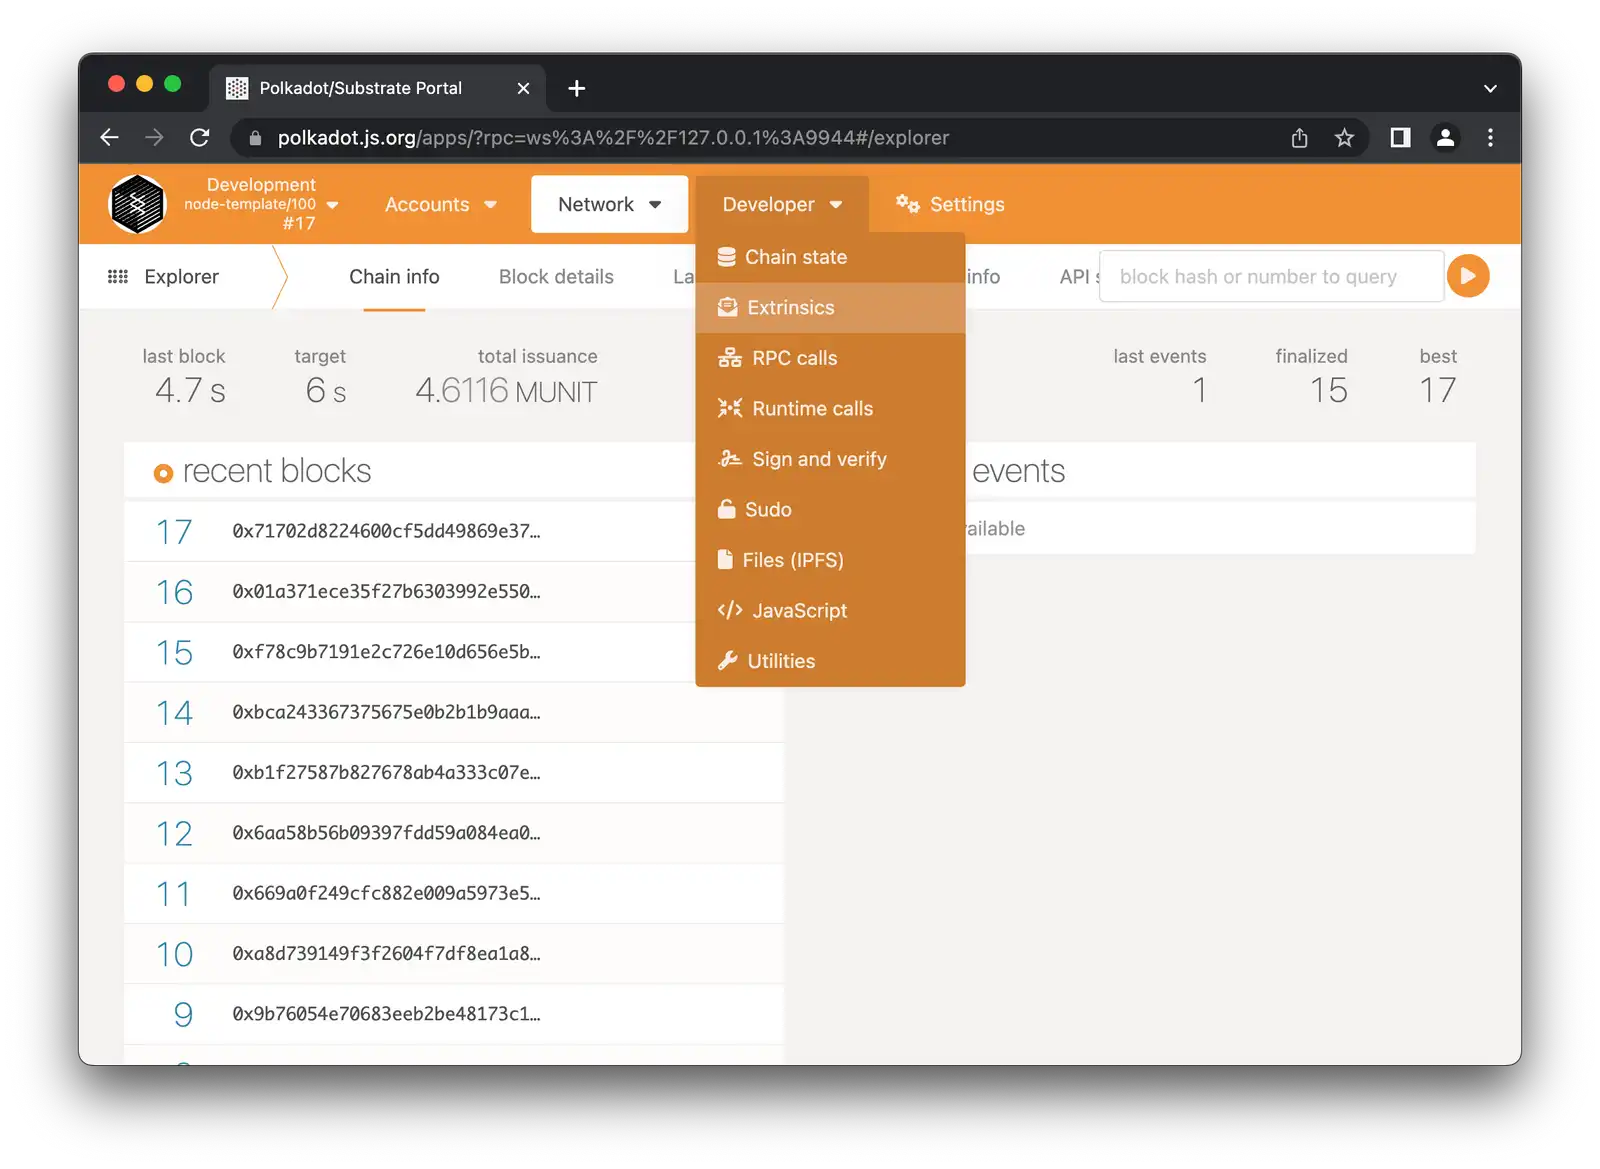 Polkadot/Substrate Portal
polkadot.js.org/apps/?rpc=ws%3A%2F%2F127.0.0.1%3A9944#/explorer
Development
node-template/100
#17
Accounts
Network
Developer
Settings
Explorer
Chain info
Block details
La
info
API s
block hash or number to query
Chain state
Extrinsics
RPC calls
Runtime calls
Sign and verify
Sudo
Files (IPFS)
JavaScript
Utilities
last block
4.7 s
target
6 s
total issuance
4.6116 MUNIT
last events
1
finalized
15
best
17
recent blocks
events
ailable
17 0x71702d8224600cf5dd49869e37…
16 0x01a371ece35f27b6303992e550…
15 0xf78c9b7191e2c726e10d656e5b…
14 0xbca243367375675e0b2b1b9aaa…
13 0xb1f27587b827678ab4a333c07e…
12 0x6aa58b56b09397fdd59a084ea0…
11 0x669a0f249cfc882e009a5973e5…
10 0xa8d739149f3f2604f7df8ea1a8…
9 0x9b76054e70683eeb2be48173c1…